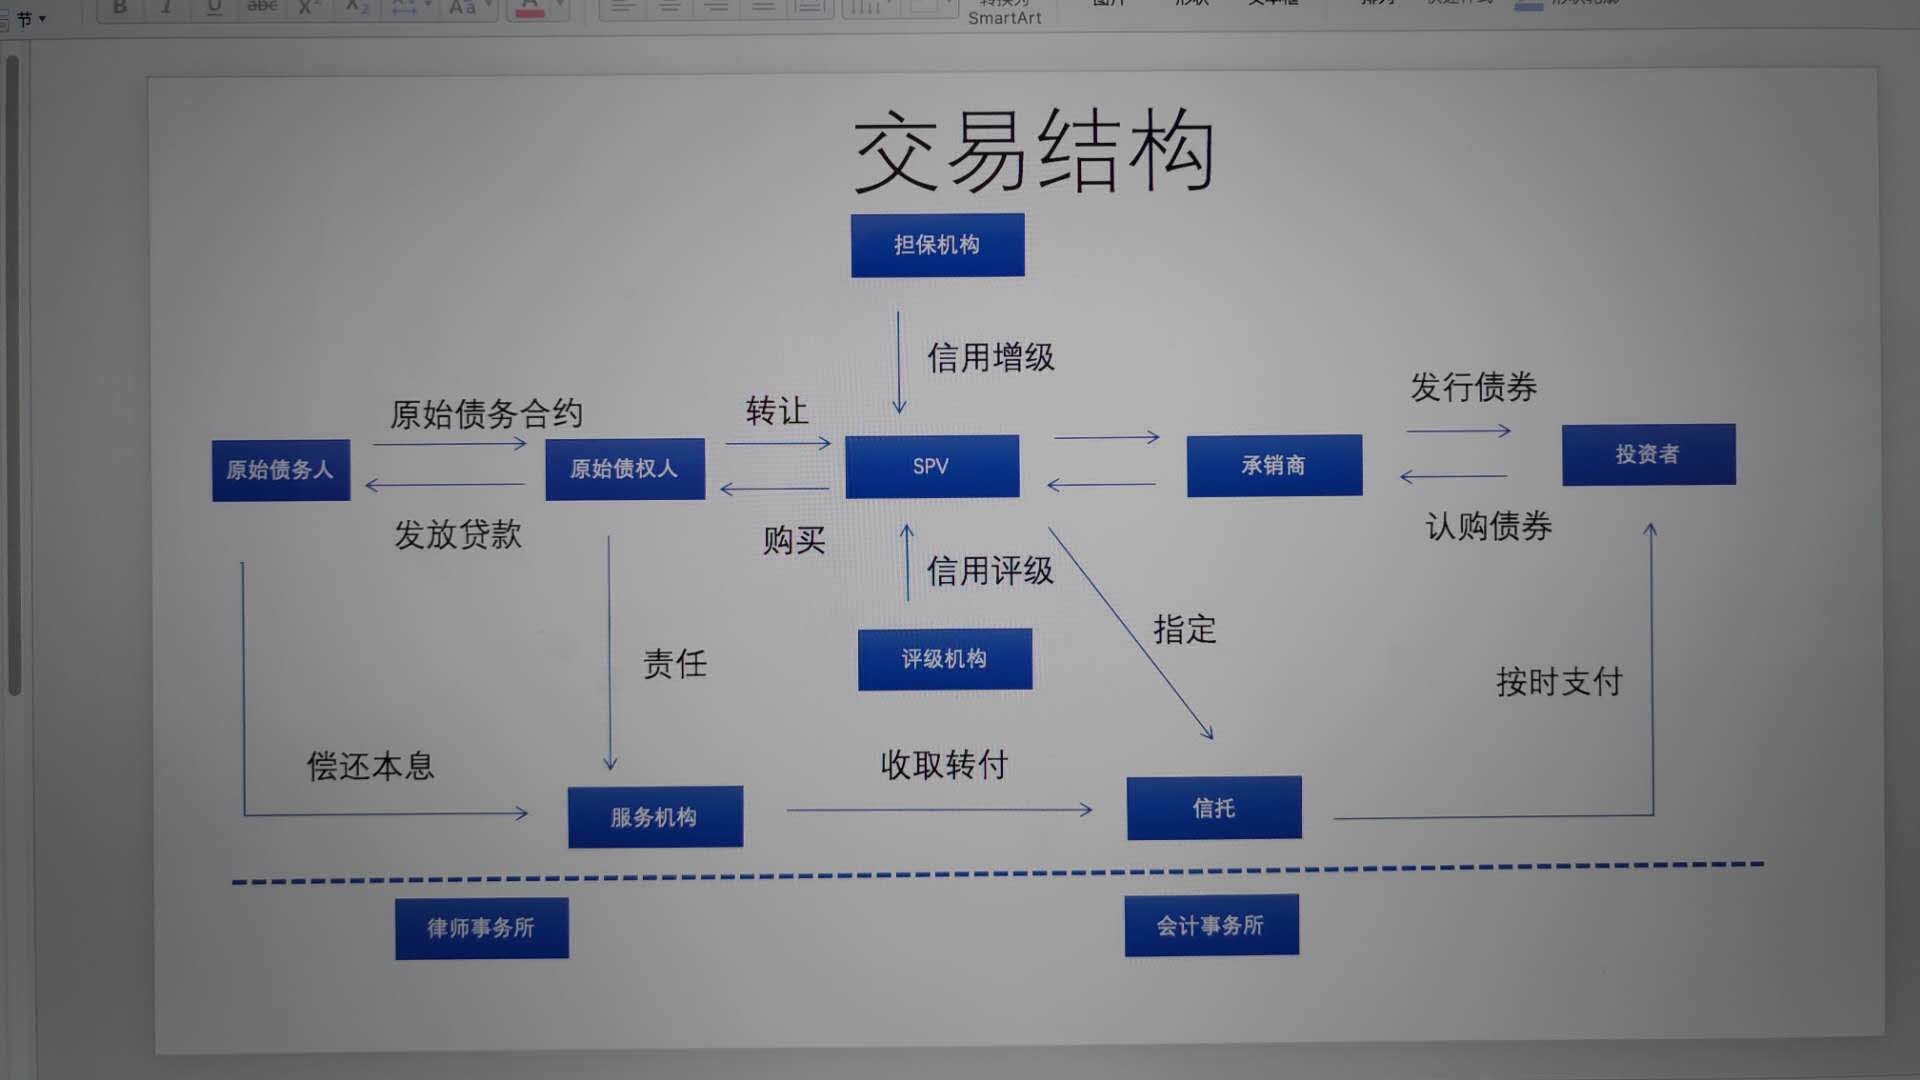 节
B I U abc X² X₂ Aa A
SmartArt
交易结构
担保机构
信用增级
发行债券
原始债务合约
转让
原始债务人
原始债权人
SPV
承销商
投资者
发放贷款
购买
认购债券
信用评级
指定
责任
评级机构
按时支付
偿还本息
收取转付
服务机构
信托
律师事务所
会计事务所